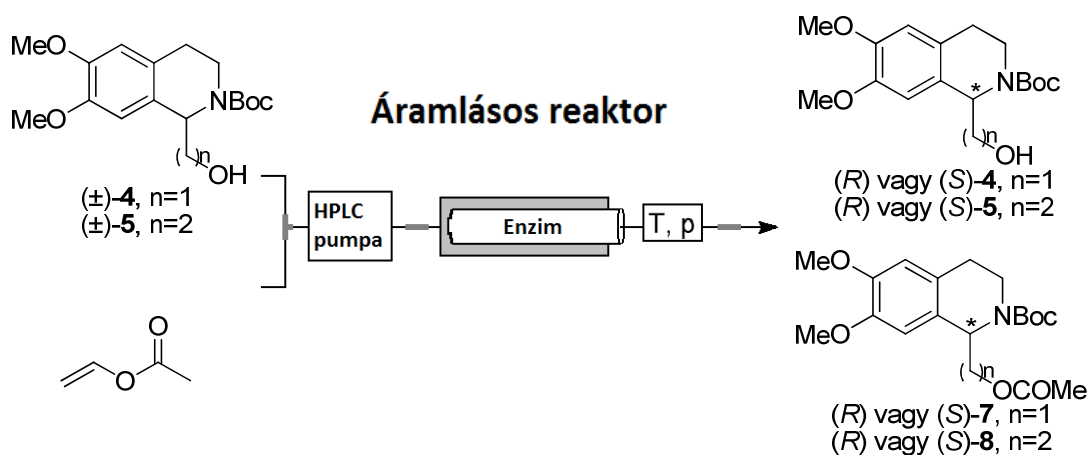 MeO
MeO
NBoc
( )n
OH
(±)-4, n=1
(±)-5, n=2
O
O
Áramlásos reaktor
HPLC
pumpa
Enzim
T, p
MeO
MeO
*
NBoc
( )n
OH
(R) vagy (S)-4, n=1
(R) vagy (S)-5, n=2
MeO
MeO
*
NBoc
( )n
OCOMe
(R) vagy (S)-7, n=1
(R) vagy (S)-8, n=2